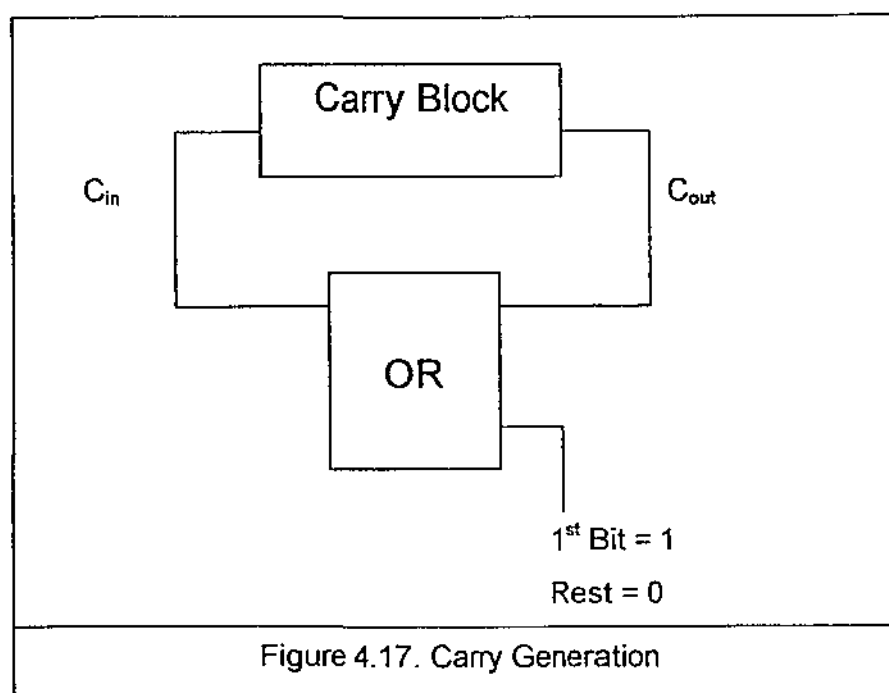 Carry Block
C_in
C_out
OR
1^st Bit = 1
Rest = 0
Figure 4.17. Carry Generation